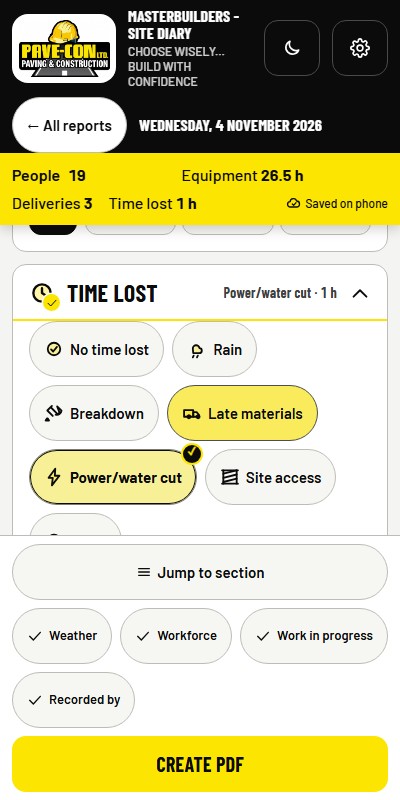 PAVE-CON LTD.
PAVING & CONSTRUCTION
MASTERBUILDERS -
SITE DIARY
CHOOSE WISELY...
BUILD WITH
CONFIDENCE
← All reports
WEDNESDAY, 4 NOVEMBER 2026
People 19
Equipment 26.5 h
Deliveries 3
Time lost 1 h
Saved on phone
TIME LOST
Power/water cut · 1 h
No time lost
Rain
Breakdown
Late materials
Power/water cut
Site access
Jump to section
Weather
Workforce
Work in progress
Recorded by
CREATE PDF